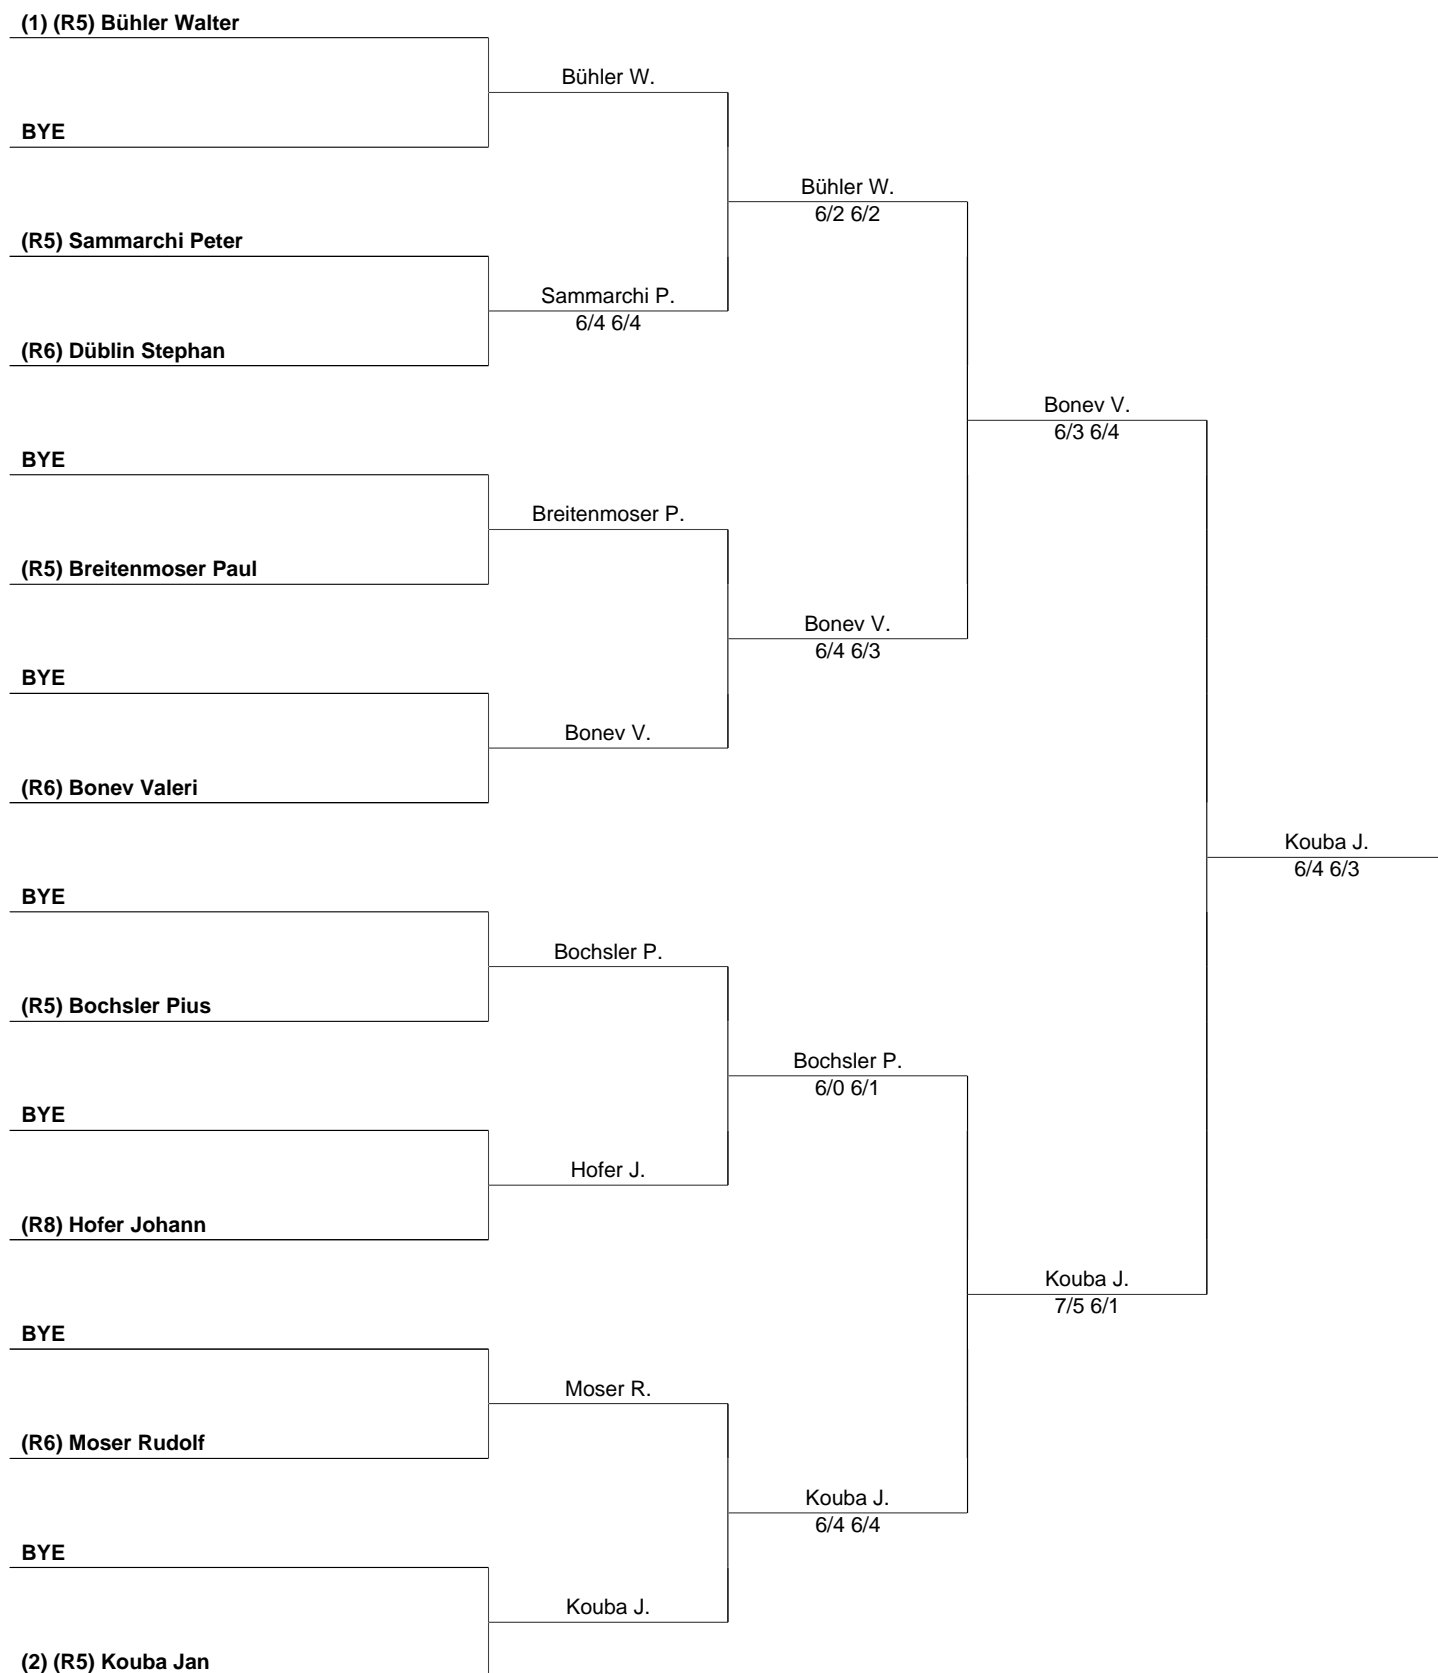 (1) (R5) Bühler Walter
Bühler W.
BYE
Bühler W.
6/2 6/2
(R5) Sammarchi Peter
Sammarchi P.
6/4 6/4
(R6) Düblin Stephan
Bonev V.
6/3 6/4
BYE
Breitenmoser P.
(R5) Breitenmoser Paul
Bonev V.
6/4 6/3
BYE
Bonev V.
(R6) Bonev Valeri
Kouba J.
6/4 6/3
BYE
Bochsler P.
(R5) Bochsler Pius
Bochsler P.
6/0 6/1
BYE
Hofer J.
(R8) Hofer Johann
Kouba J.
7/5 6/1
BYE
Moser R.
(R6) Moser Rudolf
Kouba J.
6/4 6/4
BYE
Kouba J.
(2) (R5) Kouba Jan